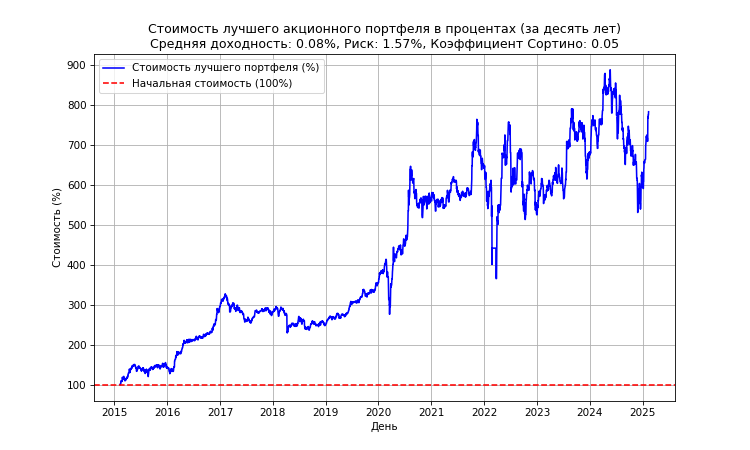 Стоимость лучшего акционного портфеля в процентах (за десять лет)
Средняя доходность: 0.08%, Риск: 1.57%, Коэффициент Сортино: 0.05
Стоимость лучшего портфеля (%)
Начальная стоимость (100%)
Стоимость (%)
900
800
700
600
500
400
300
200
100
2015 2016 2017 2018 2019 2020 2021 2022 2023 2024 2025
День